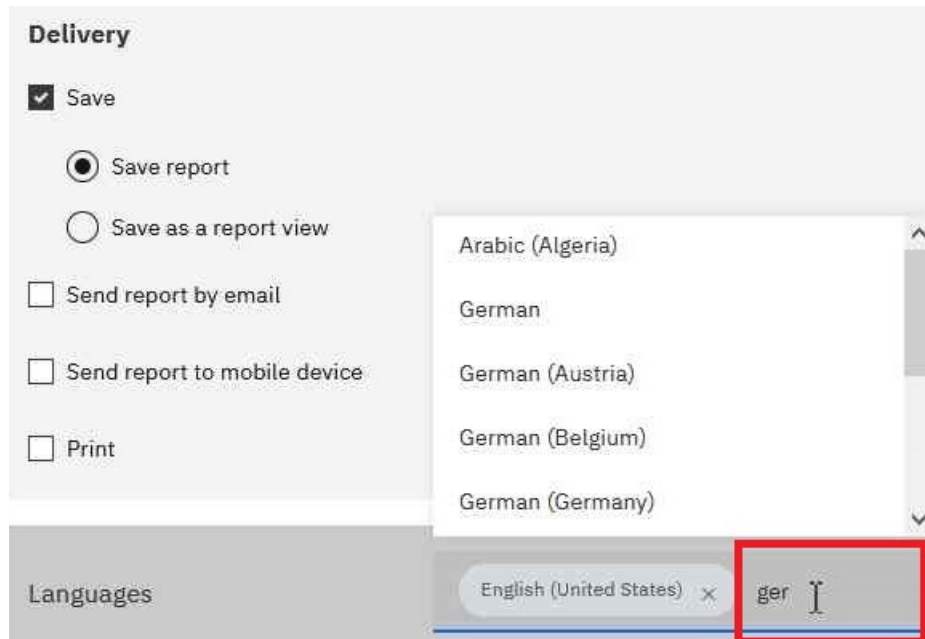 Delivery
Save
Save report
Save as a report view
Send report by email
Send report to mobile device
Print
Arabic (Algeria)
German
German (Austria)
German (Belgium)
German (Germany)
Languages
English (United States) ×
ger